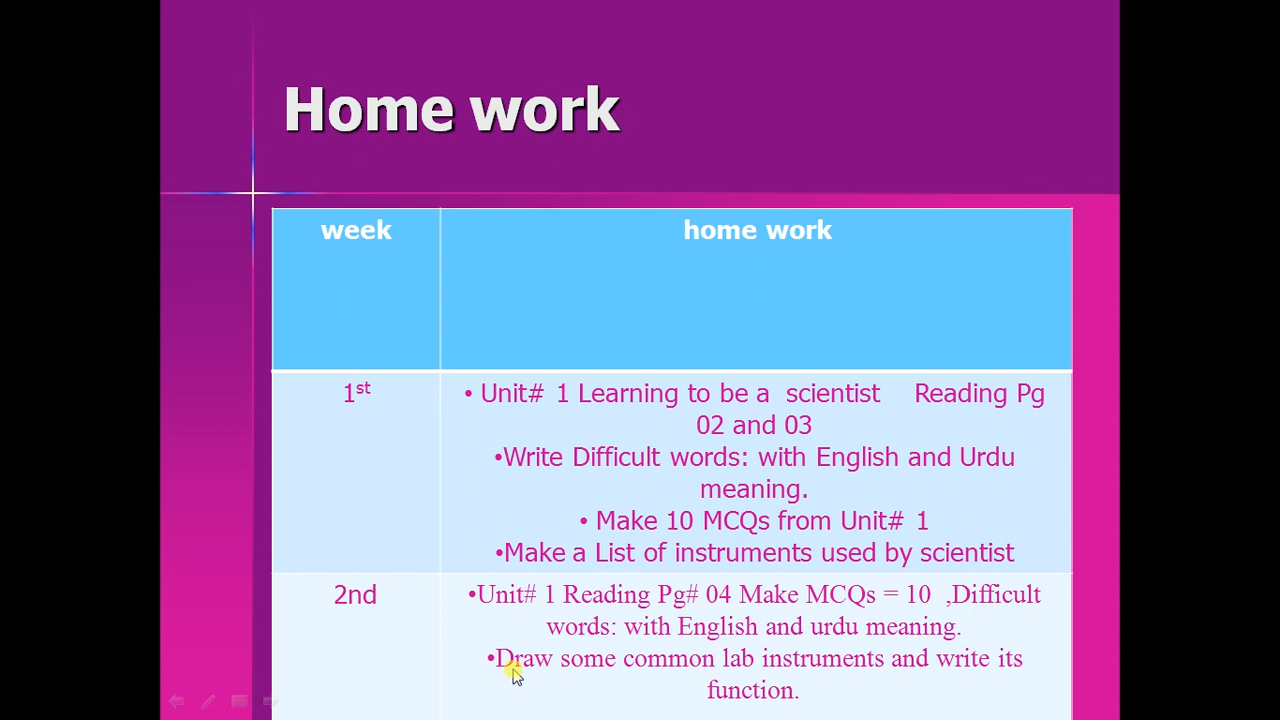 Home work
week home work
1st • Unit# 1 Learning to be a scientist Reading Pg
02 and 03
•Write Difficult words: with English and Urdu
meaning.
• Make 10 MCQs from Unit# 1
•Make a List of instruments used by scientist
2nd •Unit# 1 Reading Pg# 04 Make MCQs = 10 ,Difficult
words: with English and urdu meaning.
•Draw some common lab instruments and write its
function.